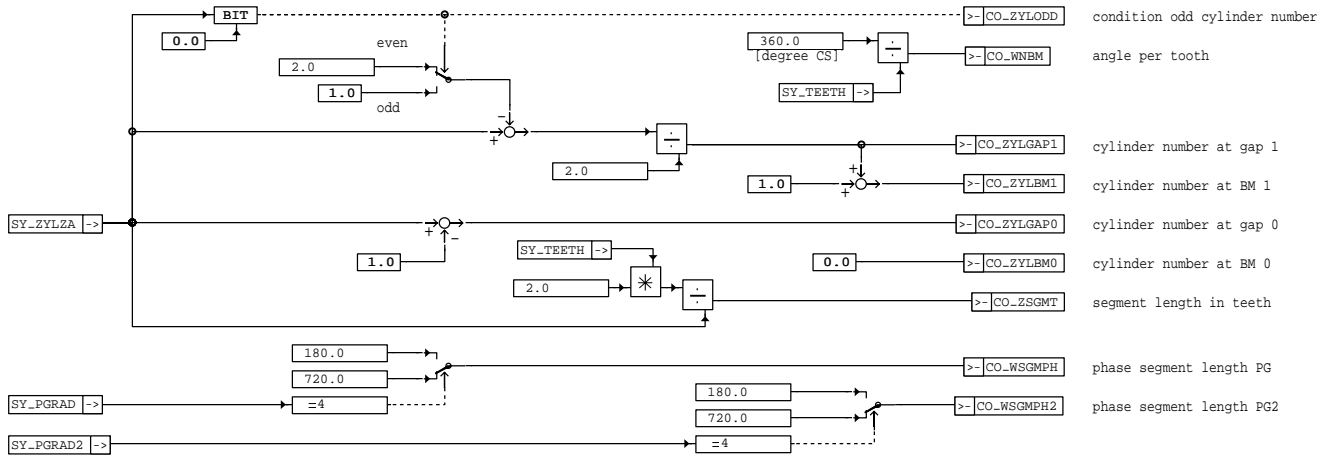 BIT
>- CO_ZYLODD condition odd cylinder number
0.0
even
360.0
[degree CS]
÷
>- CO_WNBM angle per tooth
2.0
1.0
odd
SY_TEETH ->
−
+
÷
>- CO_ZYLGAP1 cylinder number at gap 1
2.0
+
1.0
+
>- CO_ZYLBM1 cylinder number at BM 1
SY_ZYLZA ->
+
−
>- CO_ZYLGAP0 cylinder number at gap 0
SY_TEETH ->
1.0
0.0
>- CO_ZYLBM0 cylinder number at BM 0
2.0
*
÷
>- CO_ZSGMT segment length in teeth
180.0
>- CO_WSGMPH phase segment length PG
720.0
180.0
SY_PGRAD ->
=4
>- CO_WSGMPH2 phase segment length PG2
720.0
SY_PGRAD2 ->
=4